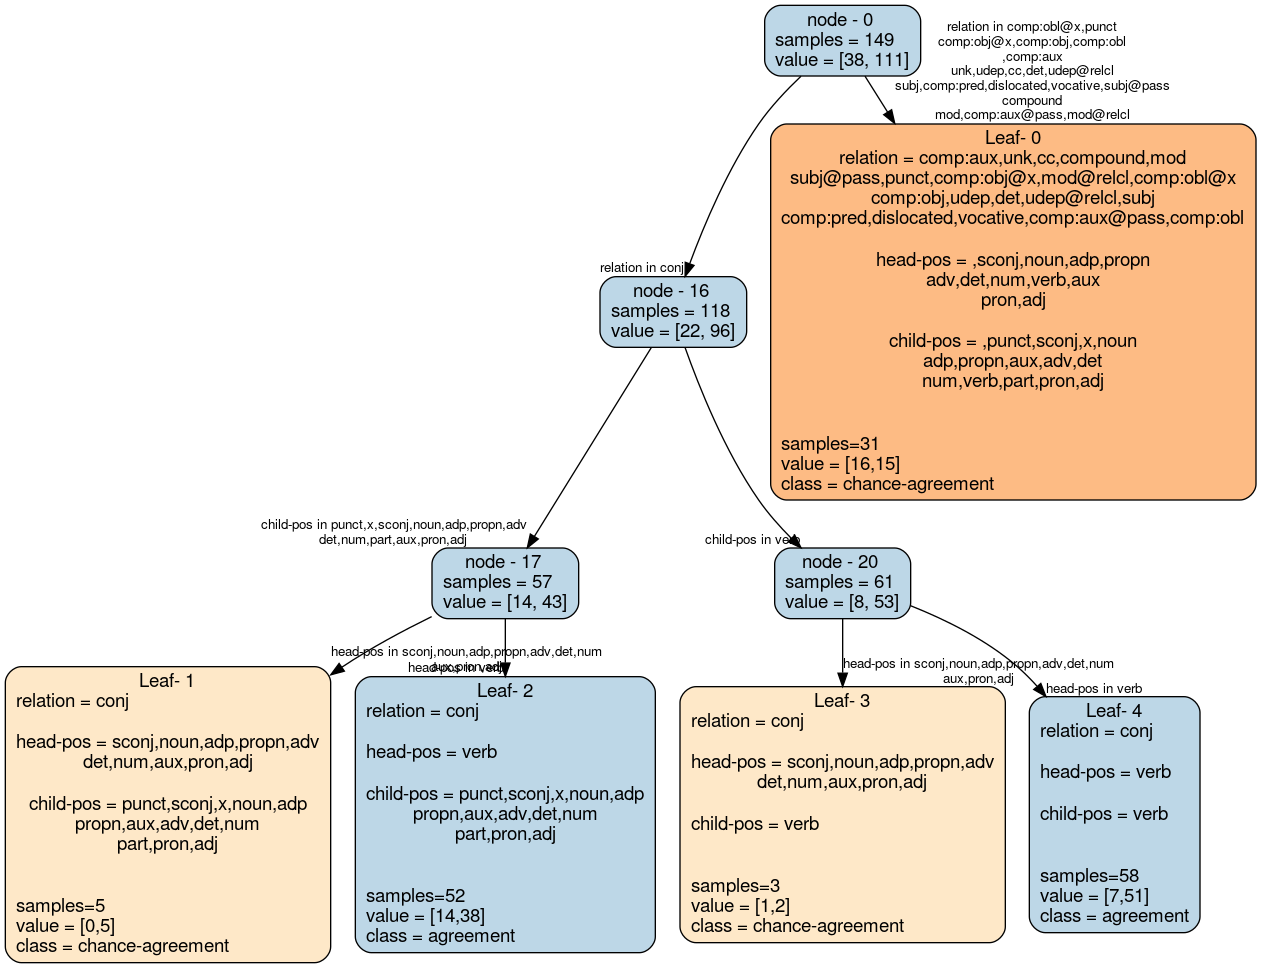 node - 0
samples = 149
value = [38, 111]
relation in comp:obl@x,punct
comp:obj@x,comp:obj,comp:obl
,comp:aux
unk,udep,cc,det,udep@relcl
subj,comp:pred,dislocated,vocative,subj@pass
compound
mod,comp:aux@pass,mod@relcl
Leaf- 0
relation = comp:aux,unk,cc,compound,mod
subj@pass,punct,comp:obj@x,mod@relcl,comp:obl@x
comp:obj,udep,det,udep@relcl,subj
comp:pred,dislocated,vocative,comp:aux@pass,comp:obl
head-pos = ,sconj,noun,adp,propn
adv,det,num,verb,aux
pron,adj
child-pos = ,punct,sconj,x,noun
adp,propn,aux,adv,det
num,verb,part,pron,adj
samples=31
value = [16,15]
class = chance-agreement
relation in conj
node - 16
samples = 118
value = [22, 96]
child-pos in punct,x,sconj,noun,adp,propn,adv
det,num,part,aux,pron,adj
node - 17
samples = 57
value = [14, 43]
child-pos in verb
node - 20
samples = 61
value = [8, 53]
head-pos in sconj,noun,adp,propn,adv,det,num
aux,pron,adj
head-pos in verb
head-pos in sconj,noun,adp,propn,adv,det,num
aux,pron,adj
head-pos in verb
Leaf- 1
relation = conj
head-pos = sconj,noun,adp,propn,adv
det,num,aux,pron,adj
child-pos = punct,sconj,x,noun,adp
propn,aux,adv,det,num
part,pron,adj
samples=5
value = [0,5]
class = chance-agreement
Leaf- 2
relation = conj
head-pos = verb
child-pos = punct,sconj,x,noun,adp
propn,aux,adv,det,num
part,pron,adj
samples=52
value = [14,38]
class = agreement
Leaf- 3
relation = conj
head-pos = sconj,noun,adp,propn,adv
det,num,aux,pron,adj
child-pos = verb
samples=3
value = [1,2]
class = chance-agreement
Leaf- 4
relation = conj
head-pos = verb
child-pos = verb
samples=58
value = [7,51]
class = agreement